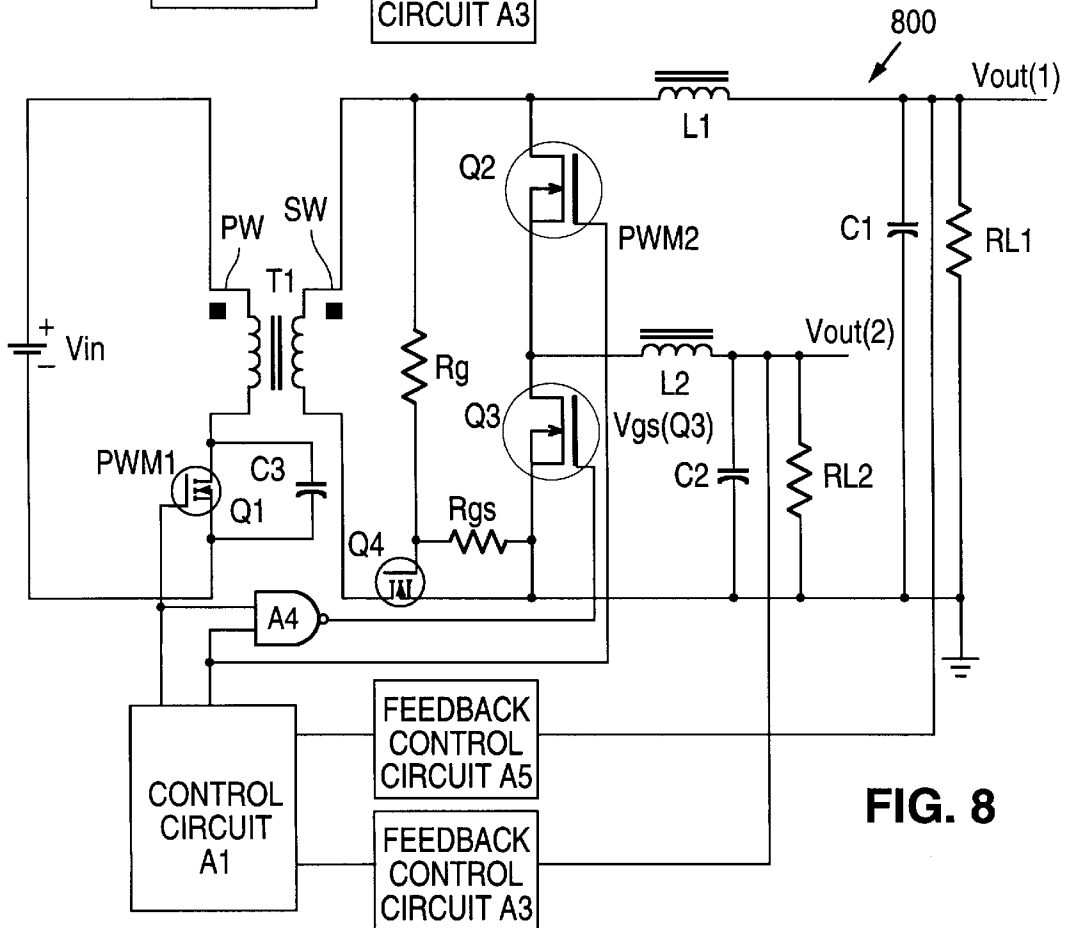 CIRCUIT A3
800
Vout(1)
L1
Q2
PWM2
C1
RL1
PW
SW
T1
+
Vin
–
Rg
Vout(2)
L2
Q3
Vgs(Q3)
C2
RL2
PWM1
C3
Q1
Rgs
Q4
A4
FEEDBACK
CONTROL
CIRCUIT A5
CONTROL
CIRCUIT
A1
FEEDBACK
CONTROL
CIRCUIT A3
FIG. 8